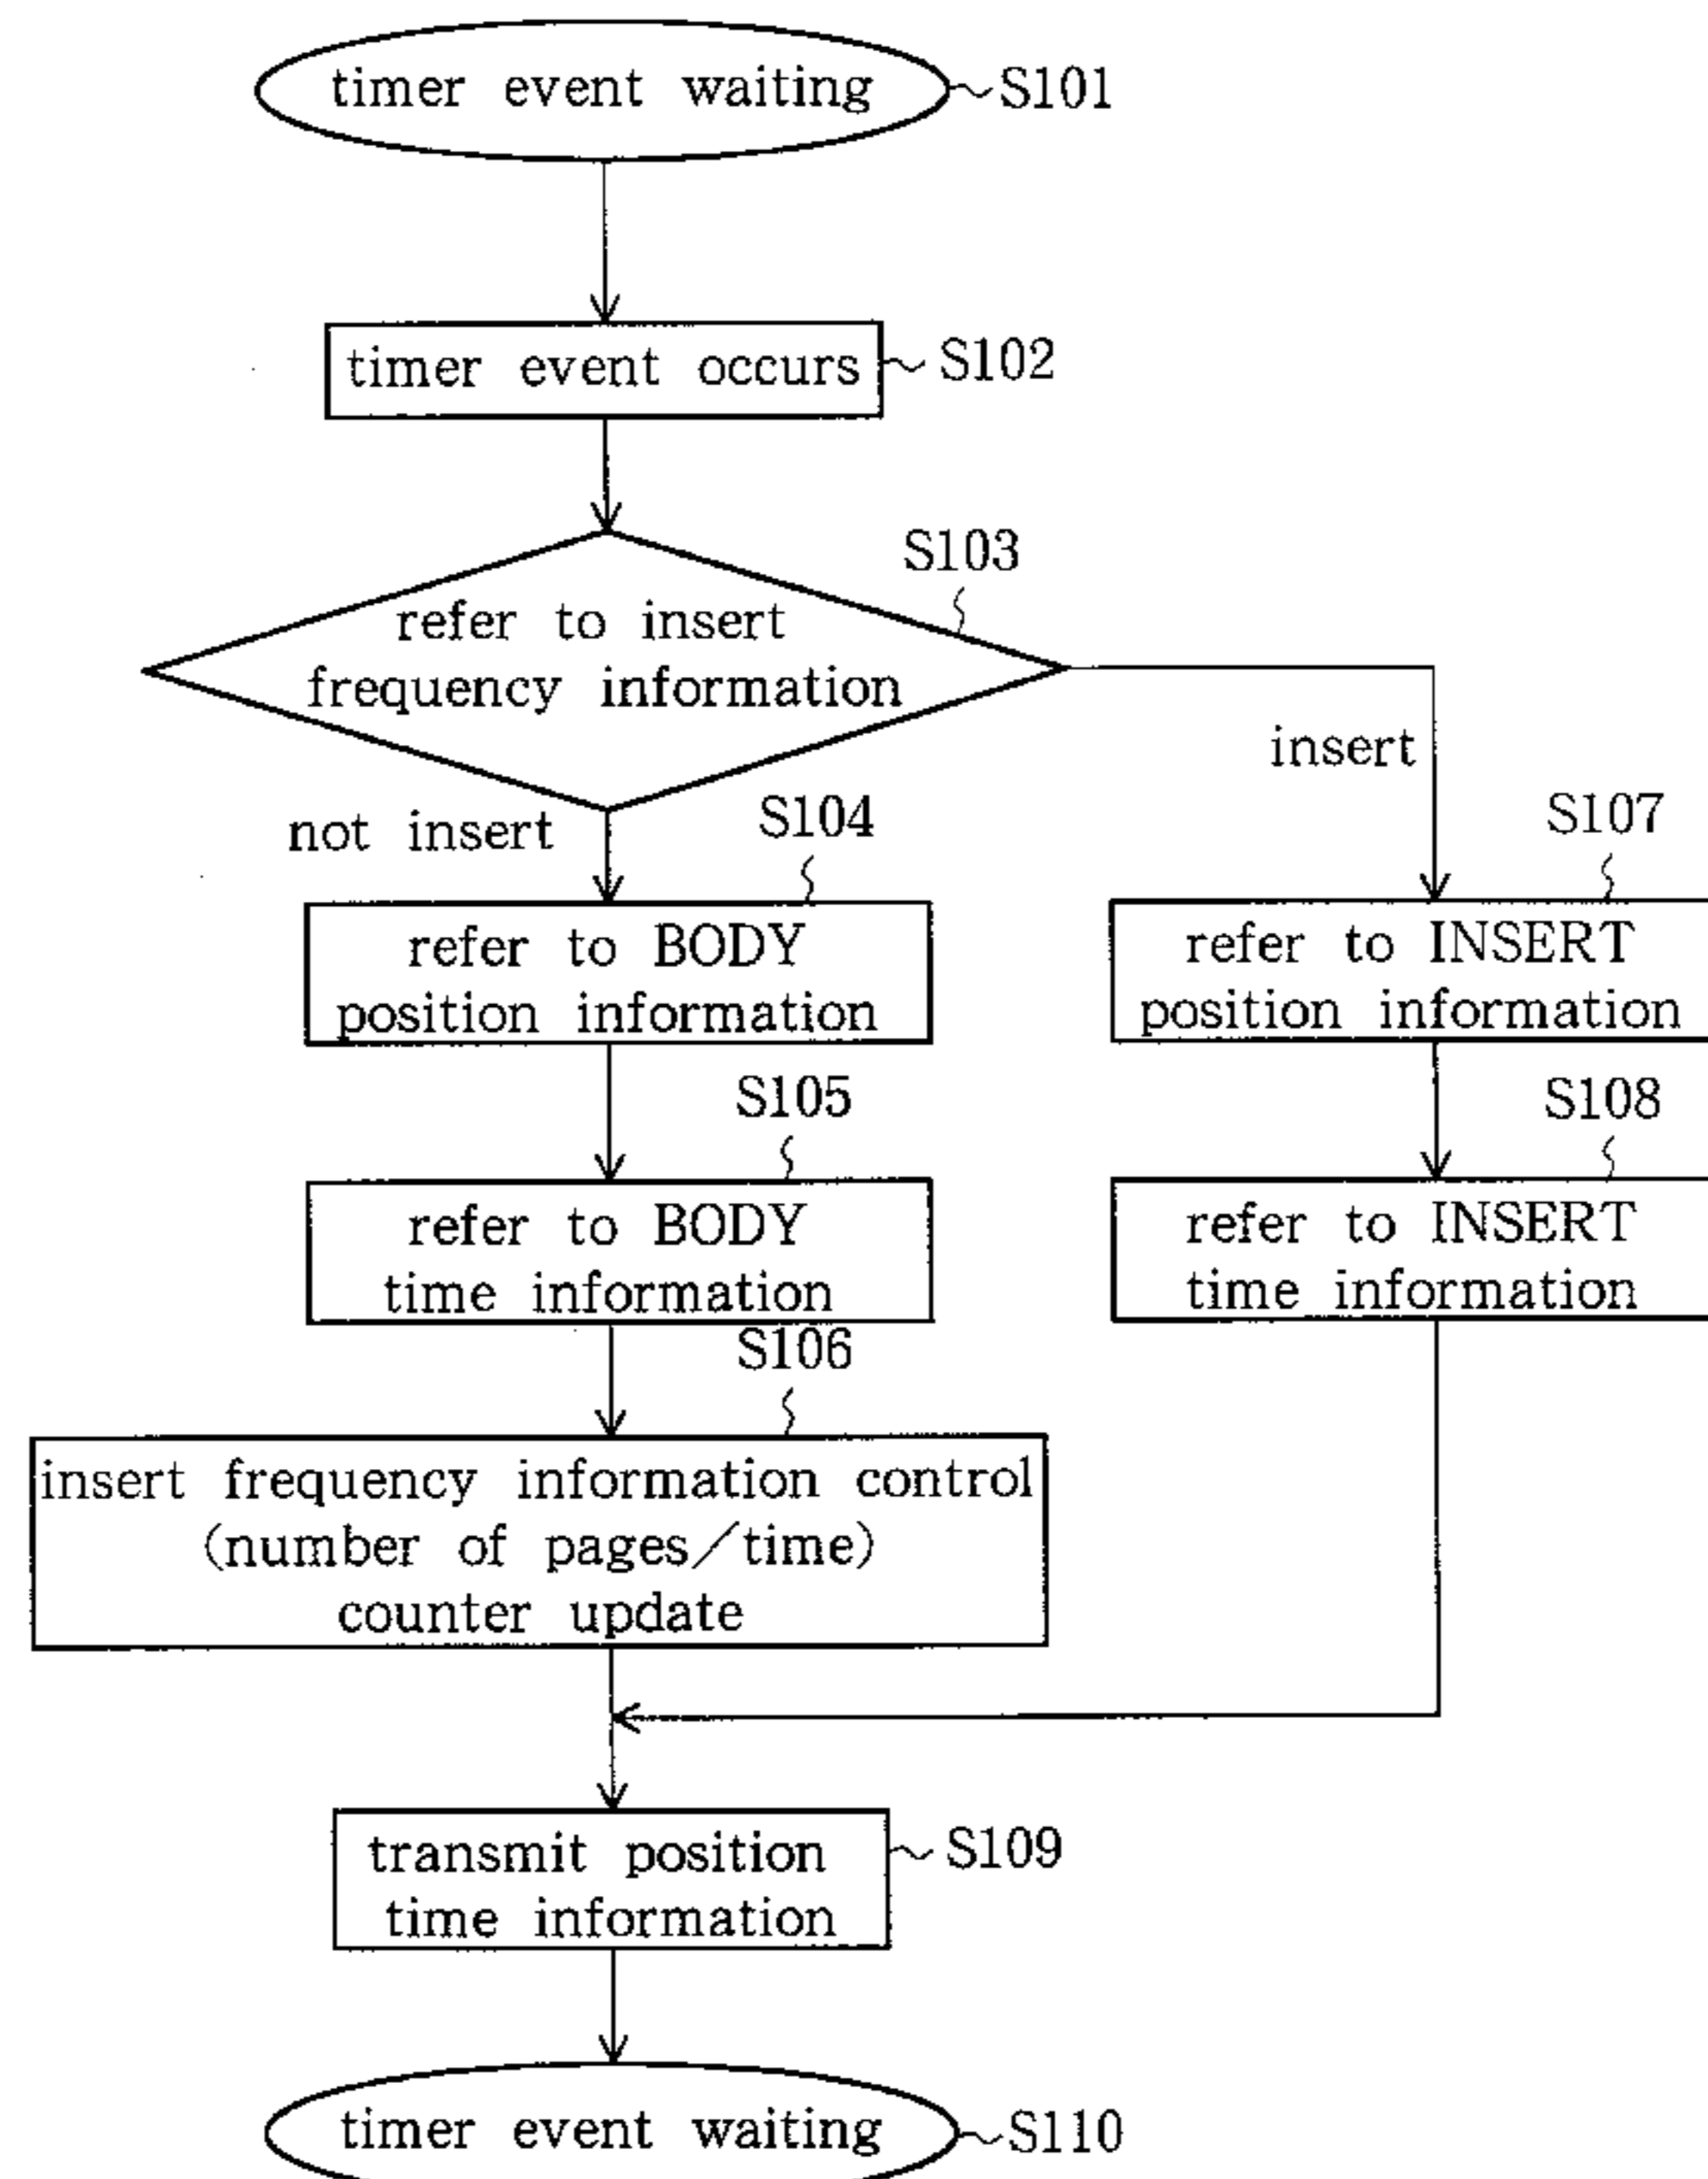 timer event waiting
S101
timer event occurs
S102
S103
refer to insert
frequency information
insert
not insert
S104
S107
refer to BODY
position information
refer to INSERT
position information
S105
S108
refer to BODY
time information
refer to INSERT
time information
S106
insert frequency information control
(number of pages/time)
counter update
transmit position
time information
S109
timer event waiting
S110